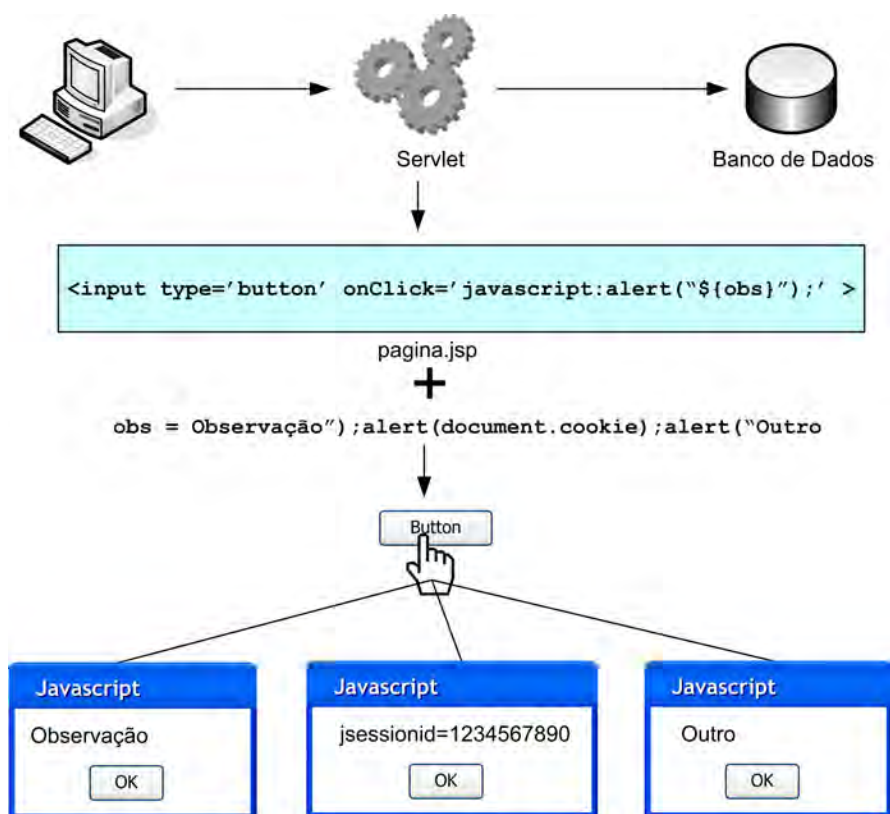 Servlet
Banco de Dados
<input type=’button’ onClick=’javascript:alert(“${obs}”);’ >
pagina.jsp
+
obs = Observação”);alert(document.cookie);alert(“Outro
Button
Javascript
Observação
OK
Javascript
jsessionid=1234567890
OK
Javascript
Outro
OK